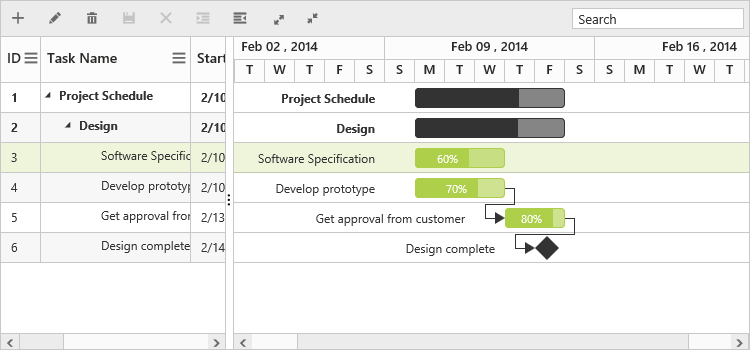 Search
ID Task Name Start Feb 02 , 2014 Feb 09 , 2014 Feb 16 , 2014
T W T F S S M T W T F S S M T W T
1 Project Schedule 2/10 Project Schedule
2 Design 2/10 Design
3 Software Specific 2/10 Software Specification 60%
4 Develop prototyp 2/10 Develop prototype 70%
5 Get approval fror 2/13 Get approval from customer 80%
6 Design complete 2/14 Design complete